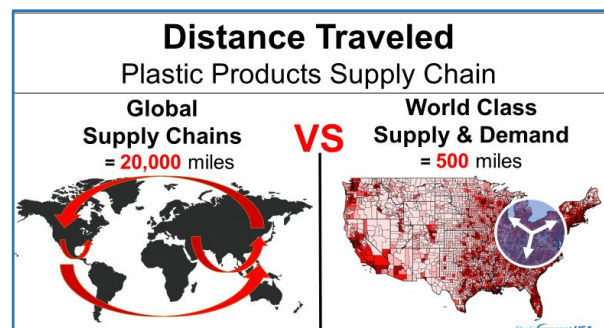 Distance Traveled
Plastic Products Supply Chain
Global
Supply Chains
= 20,000 miles
VS
World Class
Supply & Demand
= 500 miles